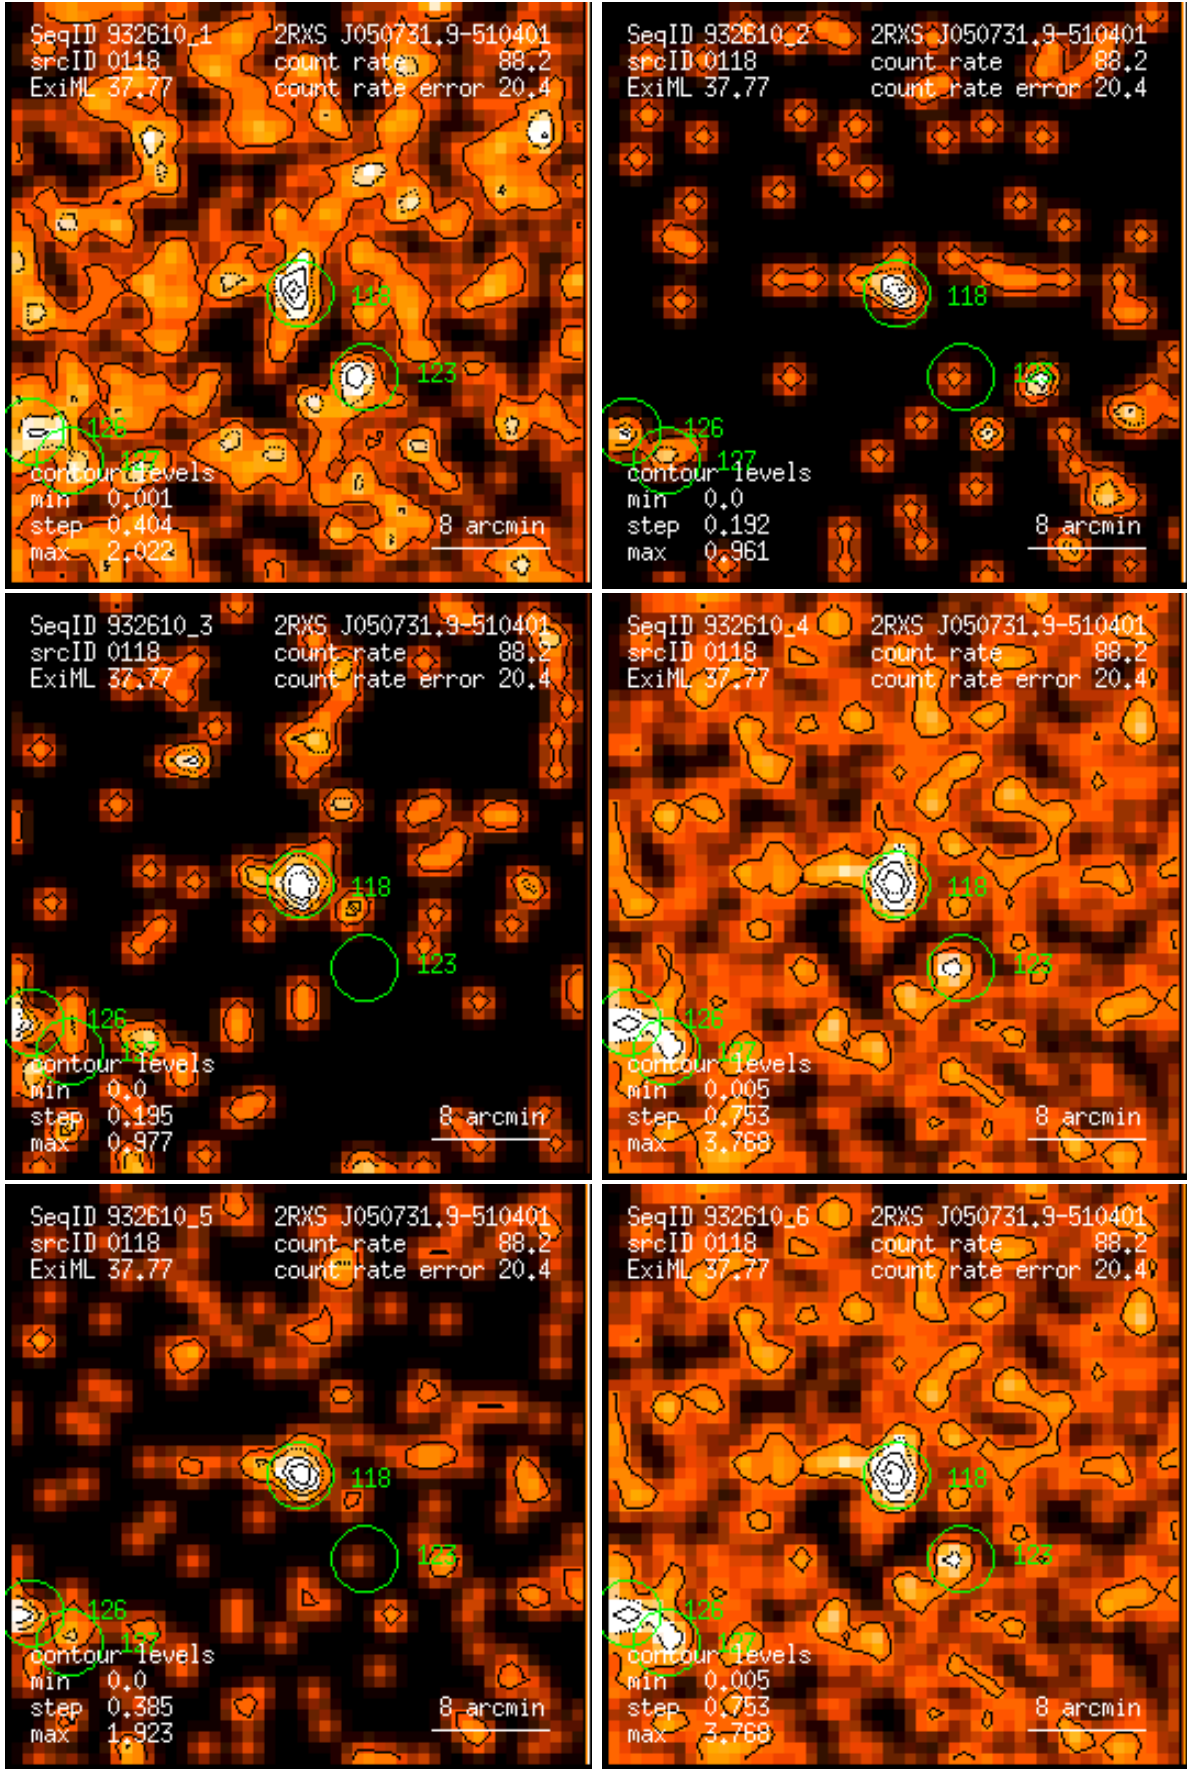 SeqID 932610_1 2RXS J050731.9-510401
srcID 0118 count rate 88.2
ExiML 37.77 count rate error 20.4
118
123
126
127
contour levels
min 0.001
step 0.404
max 2.022
8 arcmin
SeqID 932610_2 2RXS J050731.9-510401
srcID 0118 count rate 88.2
ExiML 37.77 count rate error 20.4
118
123
126
127
contour levels
min 0.0
step 0.192
max 0.961
8 arcmin
SeqID 932610_3 2RXS J050731.9-510401
srcID 0118 count rate 88.2
ExiML 37.77 count rate error 20.4
118
123
126
127
contour levels
min 0.0
step 0.195
max 0.977
8 arcmin
SeqID 932610_4 2RXS J050731.9-510401
srcID 0118 count rate 88.2
ExiML 37.77 count rate error 20.4
118
123
126
127
contour levels
min 0.005
step 0.753
max 3.768
8 arcmin
SeqID 932610_5 2RXS J050731.9-510401
srcID 0118 count rate 88.2
ExiML 37.77 count rate error 20.4
118
123
126
127
contour levels
min 0.0
step 0.385
max 1.923
8 arcmin
SeqID 932610_6 2RXS J050731.9-510401
srcID 0118 count rate 88.2
ExiML 37.77 count rate error 20.4
118
123
126
127
contour levels
min 0.005
step 0.753
max 3.768
8 arcmin